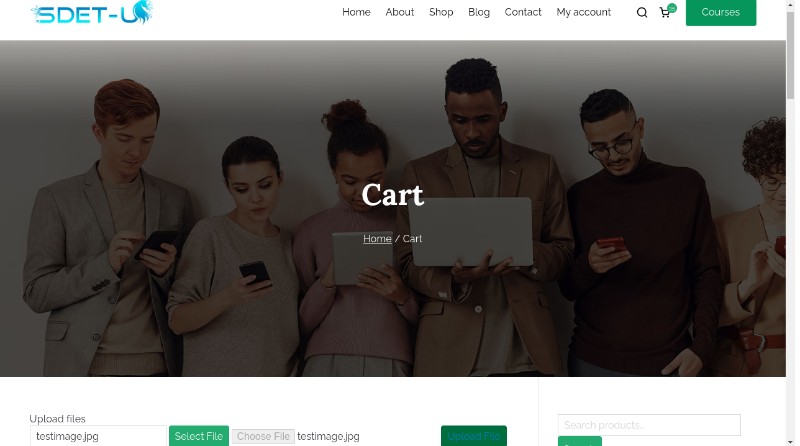 SDET-U
Home About Shop Blog Contact My account Courses
Cart
Home / Cart
Upload files
testimage.jpg Select File Choose File testimage.jpg Upload File
Search products…